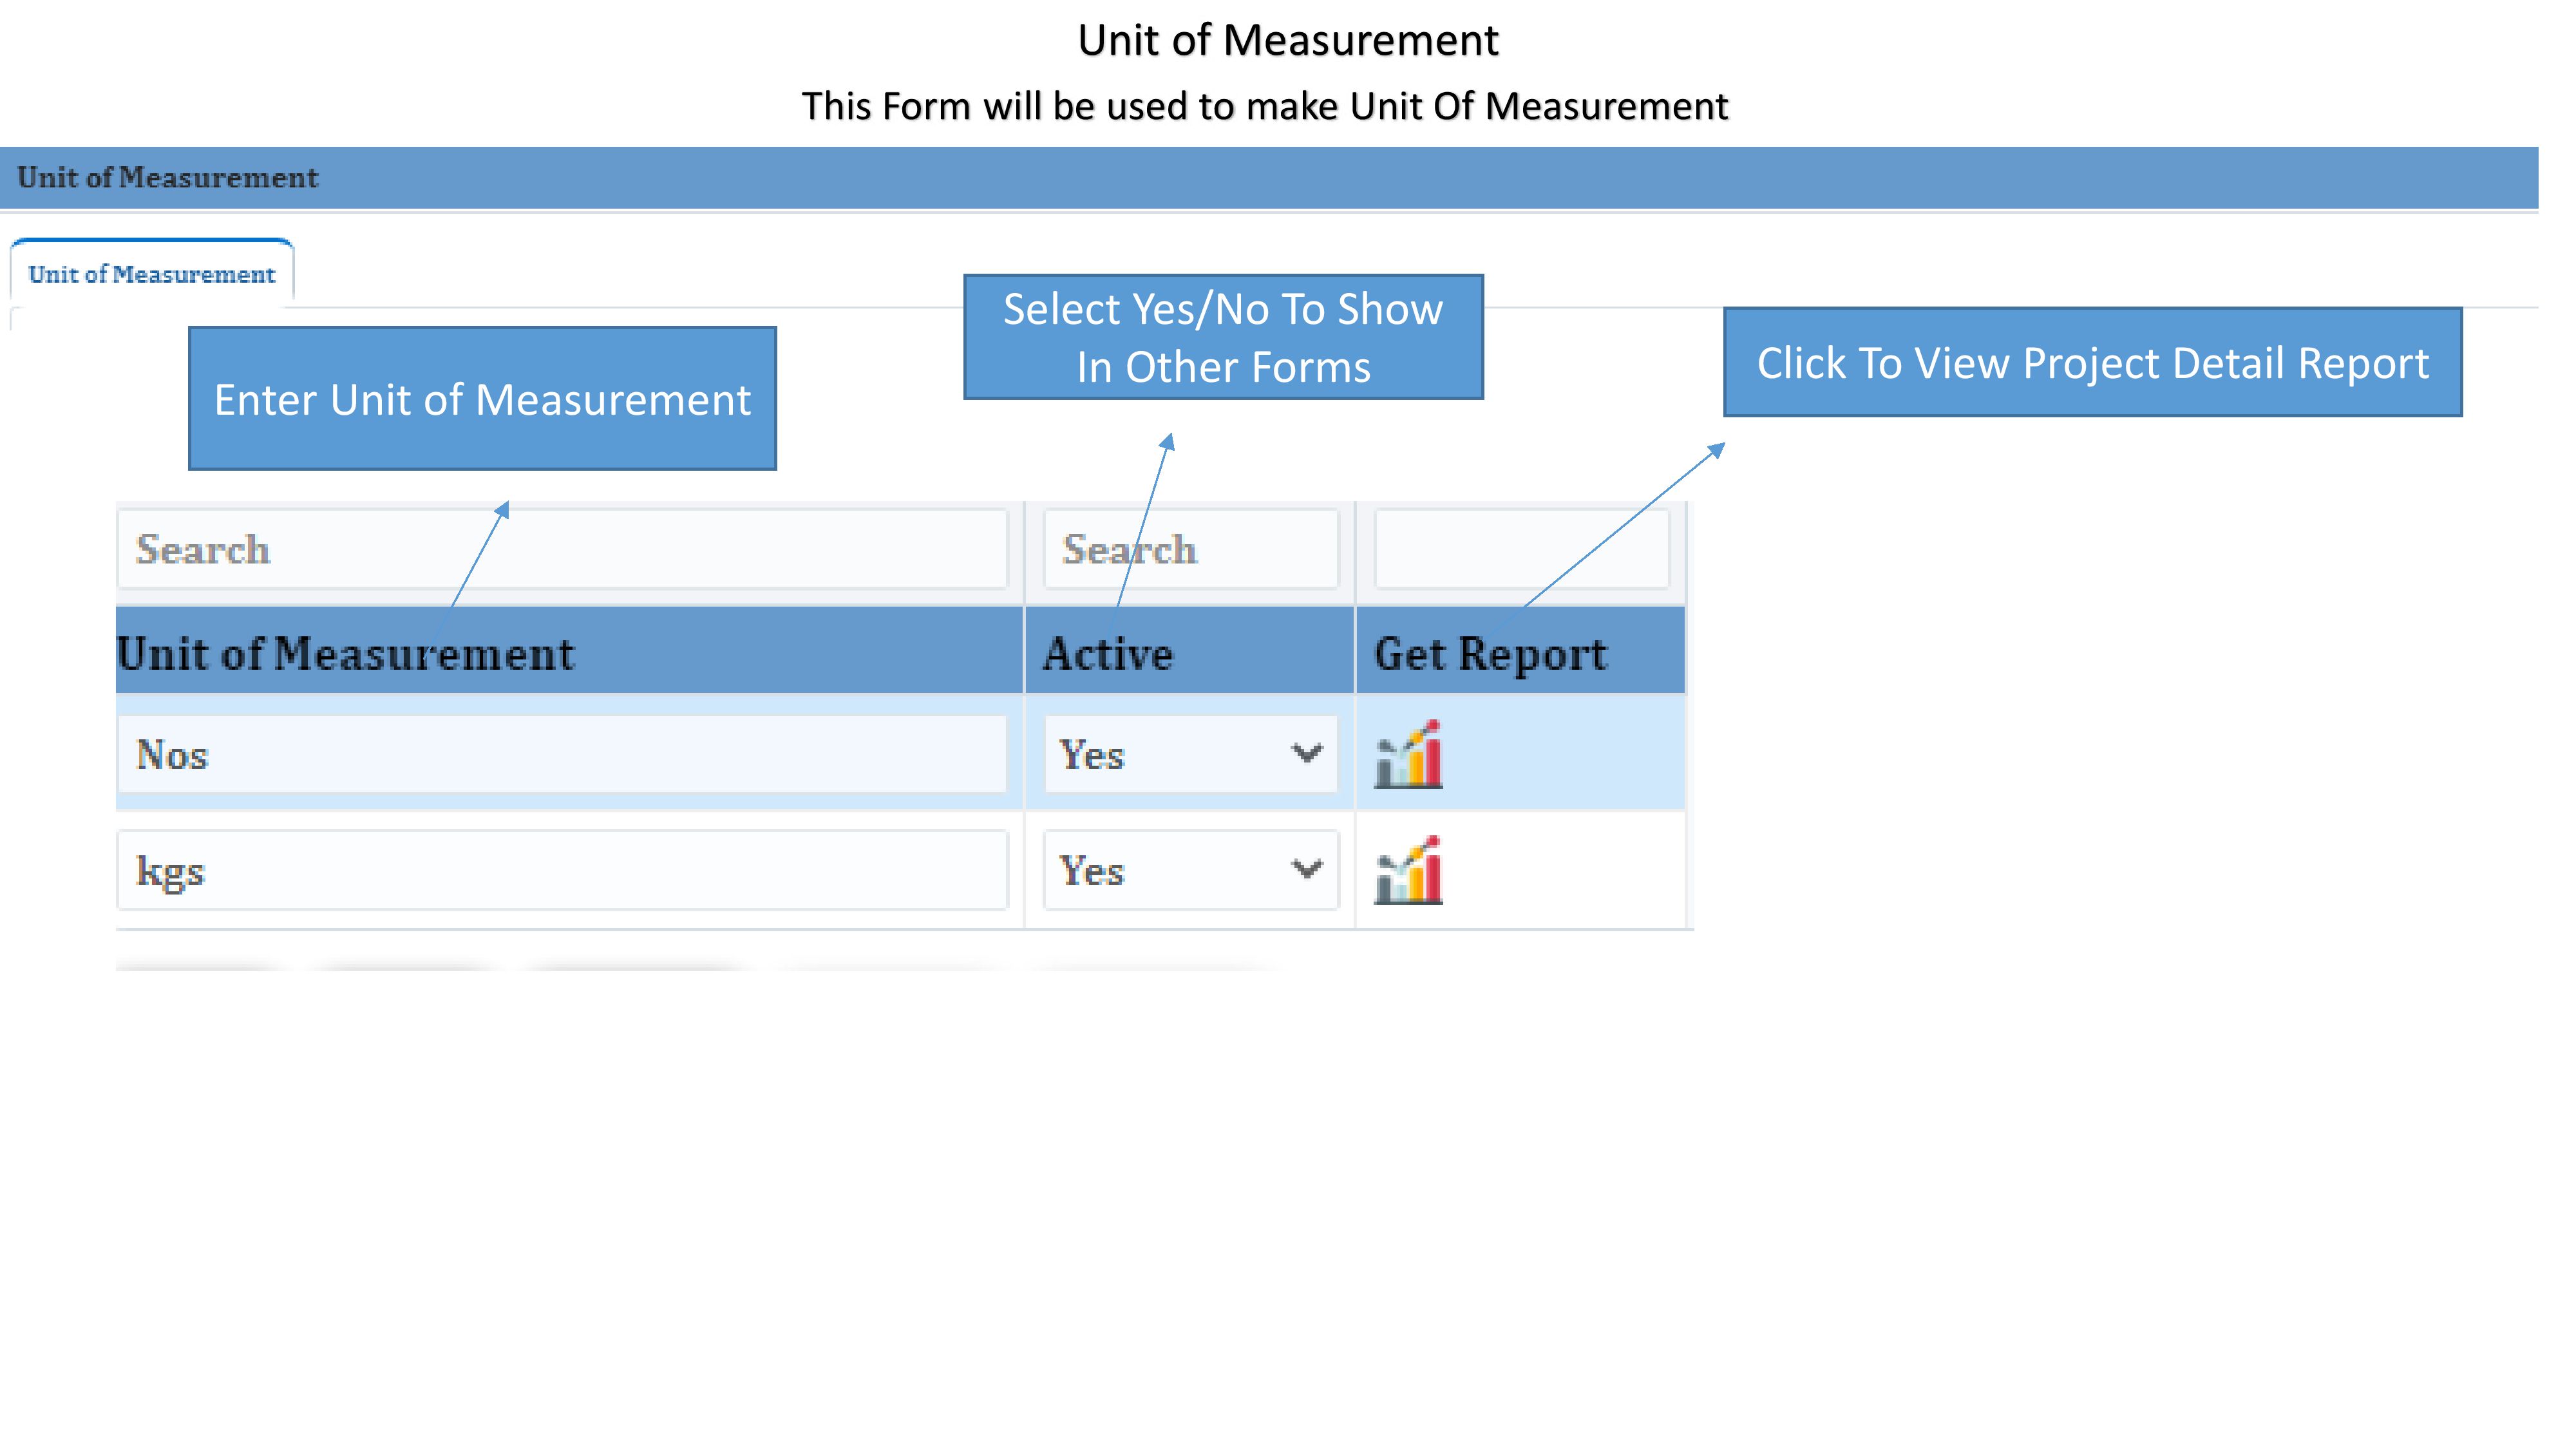 Unit of Measurement
This Form will be used to make Unit Of Measurement
Unit of Measurement
Unit of Measurement
Enter Unit of Measurement
Select Yes/No To Show
In Other Forms
Click To View Project Detail Report
Search Search
Unit of Measurement Active Get Report
Nos Yes
kgs Yes